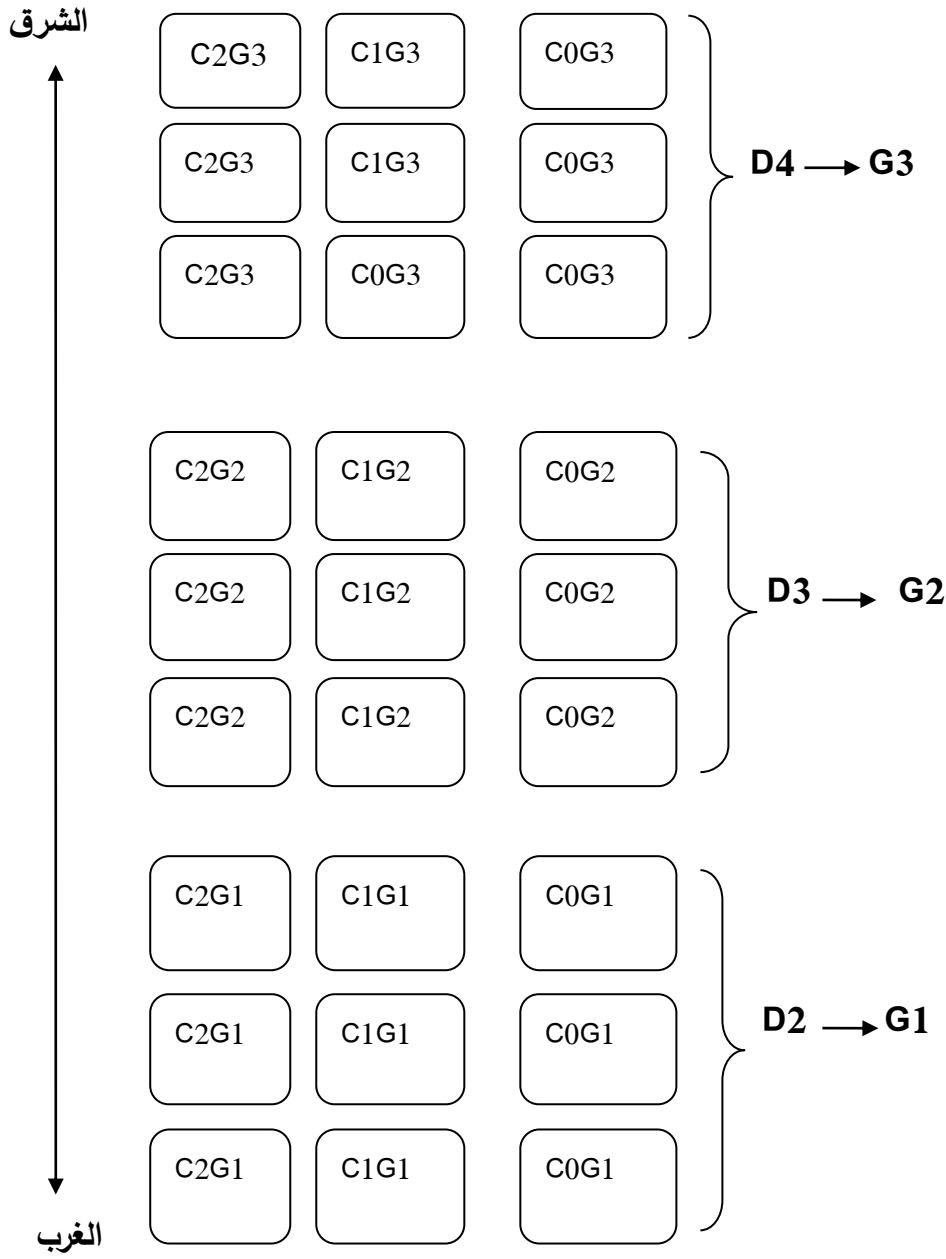 الشرق
C2G3 C1G3 C0G3
C2G3 C1G3 C0G3
D4 → G3
C2G3 C0G3 C0G3
C2G2 C1G2 C0G2
C2G2 C1G2 C0G2
D3 → G2
C2G2 C1G2 C0G2
C2G1 C1G1 C0G1
C2G1 C1G1 C0G1
D2 → G1
C2G1 C1G1 C0G1
الغرب